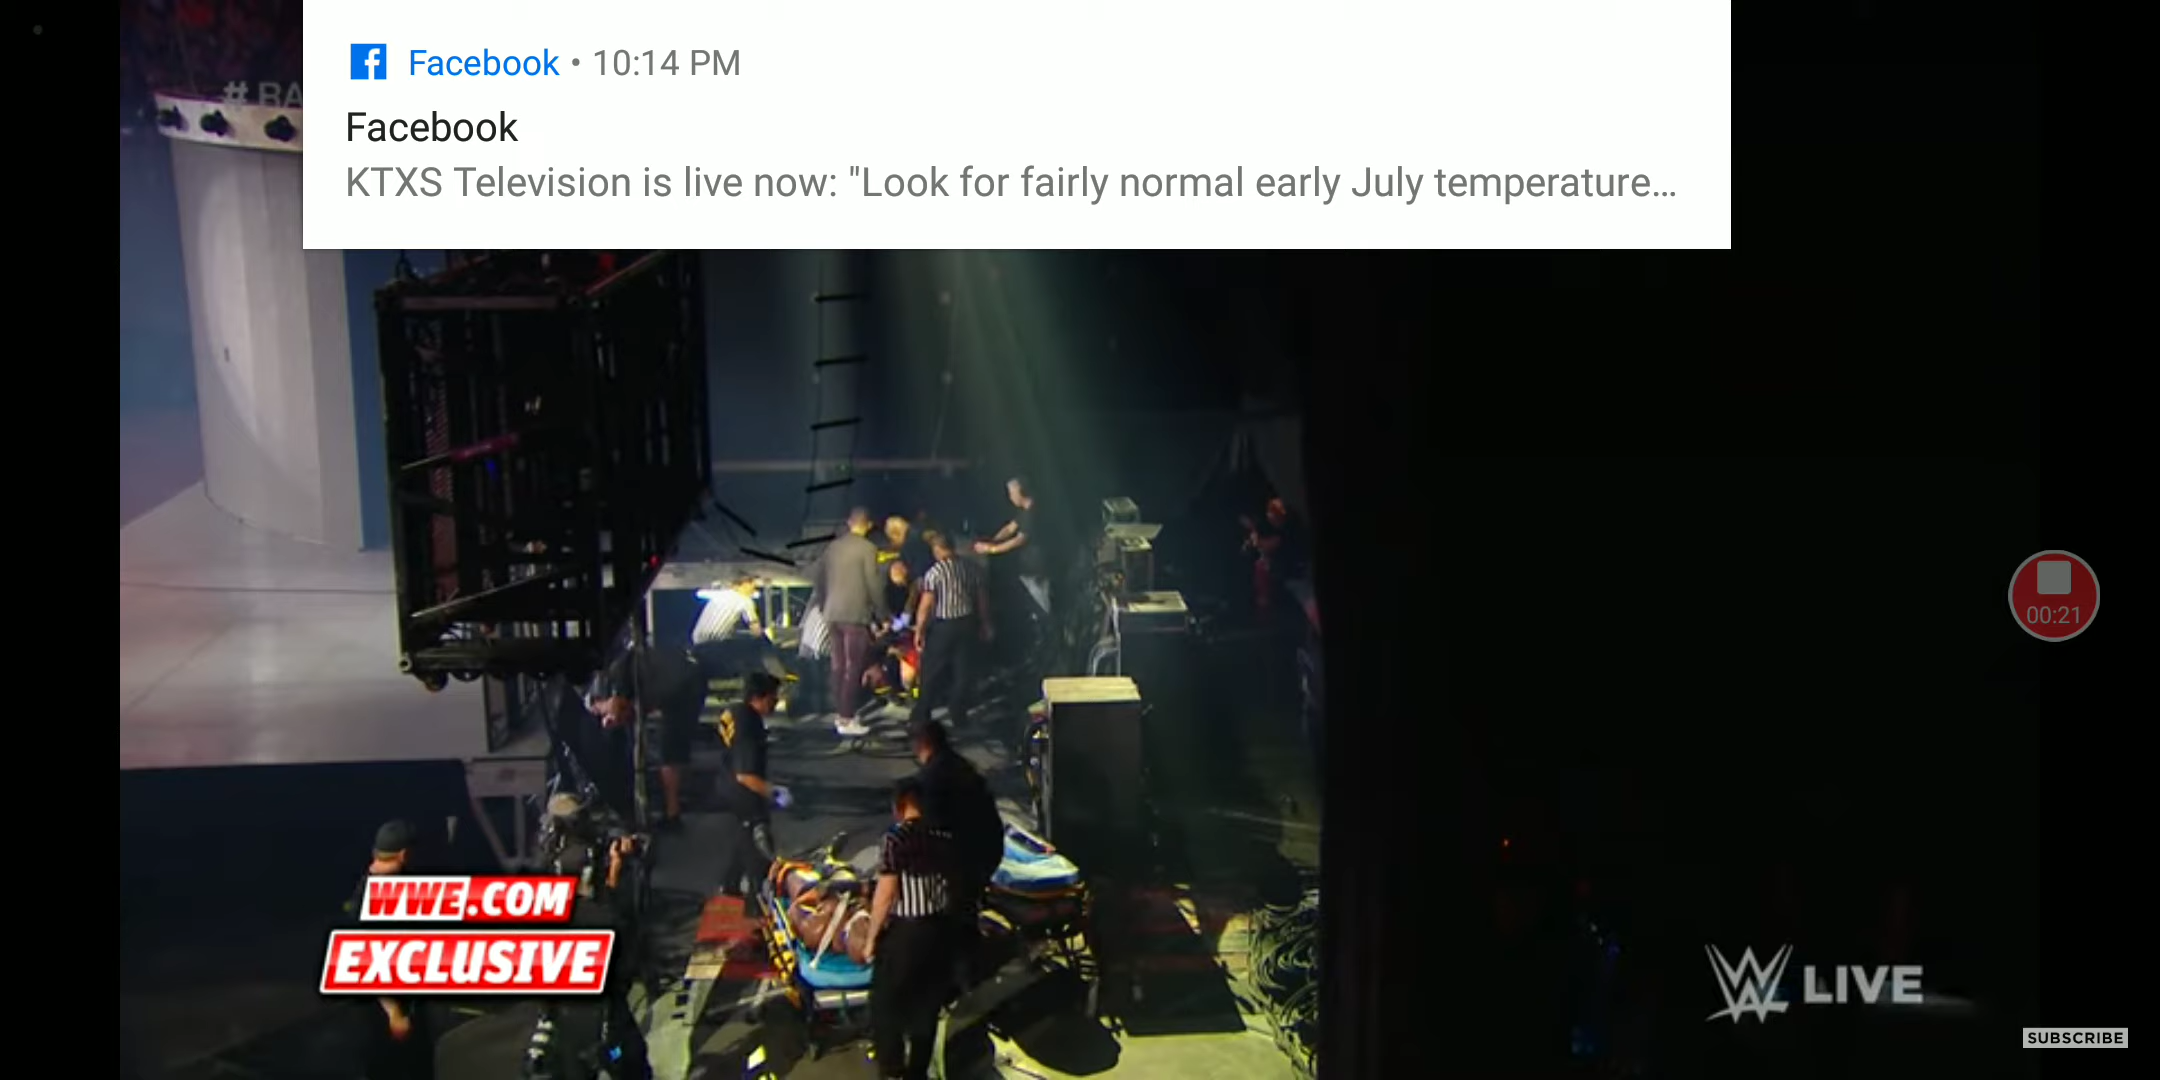 Facebook • 10:14 PM
Facebook
KTXS Television is live now: "Look for fairly normal early July temperature...
# RA
00:21
WWE.COM
EXCLUSIVE
W LIVE
SUBSCRIBE